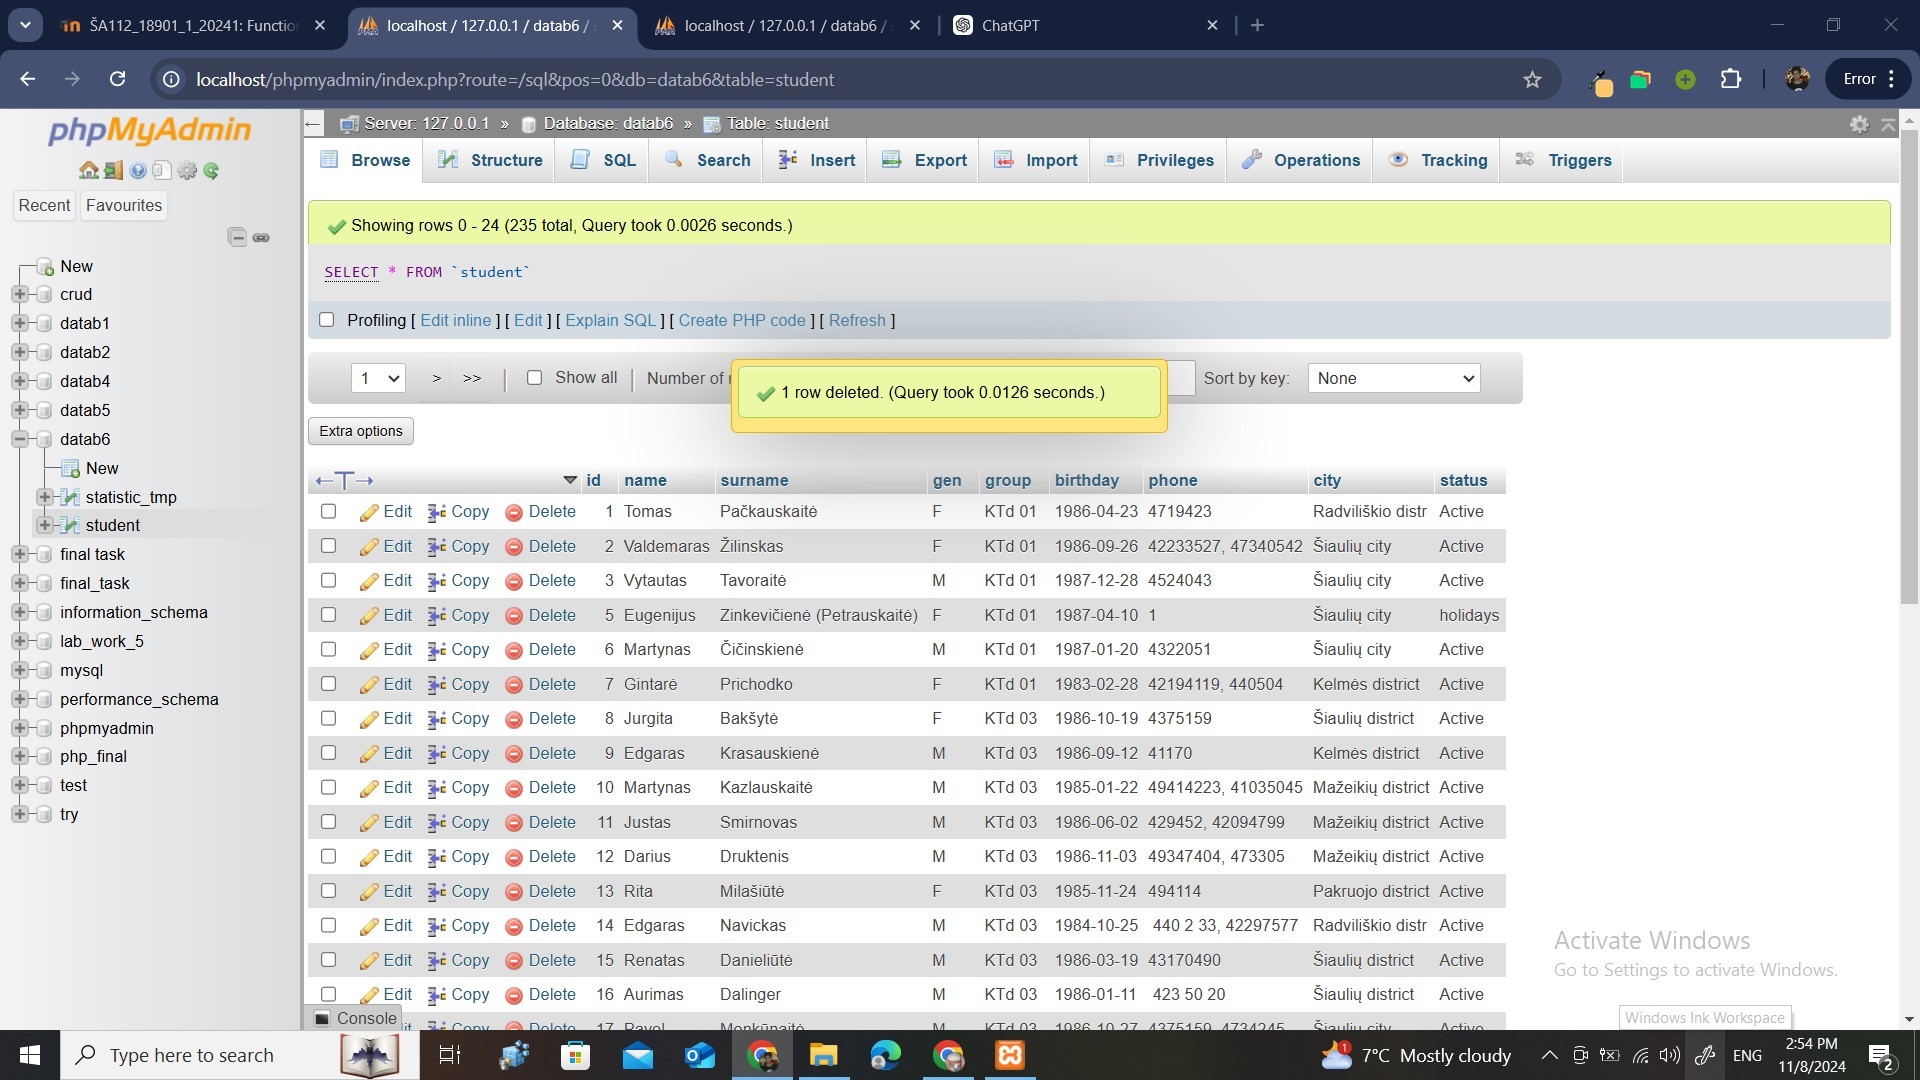 ŠA112_18901_1_20241: Functio
localhost / 127.0.0.1 / datab6 /
localhost / 127.0.0.1 / datab6 /
ChatGPT
localhost/phpmyadmin/index.php?route=/sql&pos=0&db=datab6&table=student
Error
phpMyAdmin
Recent Favourites
New
crud
datab1
datab2
datab4
datab5
datab6
New
statistic_tmp
student
final task
final_task
information_schema
lab_work_5
mysql
performance_schema
phpmyadmin
php_final
test
try
Server: 127.0.0.1 » Database: datab6 » Table: student
Browse Structure SQL Search Insert Export Import Privileges Operations Tracking Triggers
Showing rows 0 - 24 (235 total, Query took 0.0026 seconds.)
SELECT * FROM `student`
Profiling [ Edit inline ] [ Edit ] [ Explain SQL ] [ Create PHP code ] [ Refresh ]
1 > >> | Show all | Number of Sort by key: None
1 row deleted. (Query took 0.0126 seconds.)
Extra options
←T→ id name surname gen group birthday phone city status
Edit Copy Delete 1 Tomas Pačkauskaitė F KTd 01 1986-04-23 4719423 Radviliškio distr Active
Edit Copy Delete 2 Valdemaras Žilinskas F KTd 01 1986-09-26 42233527, 47340542 Šiaulių city Active
Edit Copy Delete 3 Vytautas Tavoraitė M KTd 01 1987-12-28 4524043 Šiaulių city Active
Edit Copy Delete 5 Eugenijus Zinkevičienė (Petrauskaitė) F KTd 01 1987-04-10 1 Šiaulių city holidays
Edit Copy Delete 6 Martynas Čičinskienė M KTd 01 1987-01-20 4322051 Šiaulių city Active
Edit Copy Delete 7 Gintarė Prichodko F KTd 01 1983-02-28 42194119, 440504 Kelmės district Active
Edit Copy Delete 8 Jurgita Bakšytė F KTd 03 1986-10-19 4375159 Šiaulių district Active
Edit Copy Delete 9 Edgaras Krasauskienė M KTd 03 1986-09-12 41170 Kelmės district Active
Edit Copy Delete 10 Martynas Kazlauskaitė M KTd 03 1985-01-22 49414223, 41035045 Mažeikių district Active
Edit Copy Delete 11 Justas Smirnovas M KTd 03 1986-06-02 429452, 42094799 Mažeikių district Active
Edit Copy Delete 12 Darius Druktenis M KTd 03 1986-11-03 49347404, 473305 Mažeikių district Active
Edit Copy Delete 13 Rita Milašiūtė F KTd 03 1985-11-24 494114 Pakruojo district Active
Edit Copy Delete 14 Edgaras Navickas M KTd 03 1984-10-25 440 2 33, 42297577 Radviliškio distr Active
Edit Copy Delete 15 Renatas Danieliūtė M KTd 03 1986-03-19 43170490 Šiaulių district Active
Edit Copy Delete 16 Aurimas Dalinger M KTd 03 1986-01-11 423 50 20 Šiaulių district Active
Console
Activate Windows
Go to Settings to activate Windows.
Windows Ink Workspace
Type here to search
1
7°C Mostly cloudy
ENG
2:54 PM
11/8/2024
2